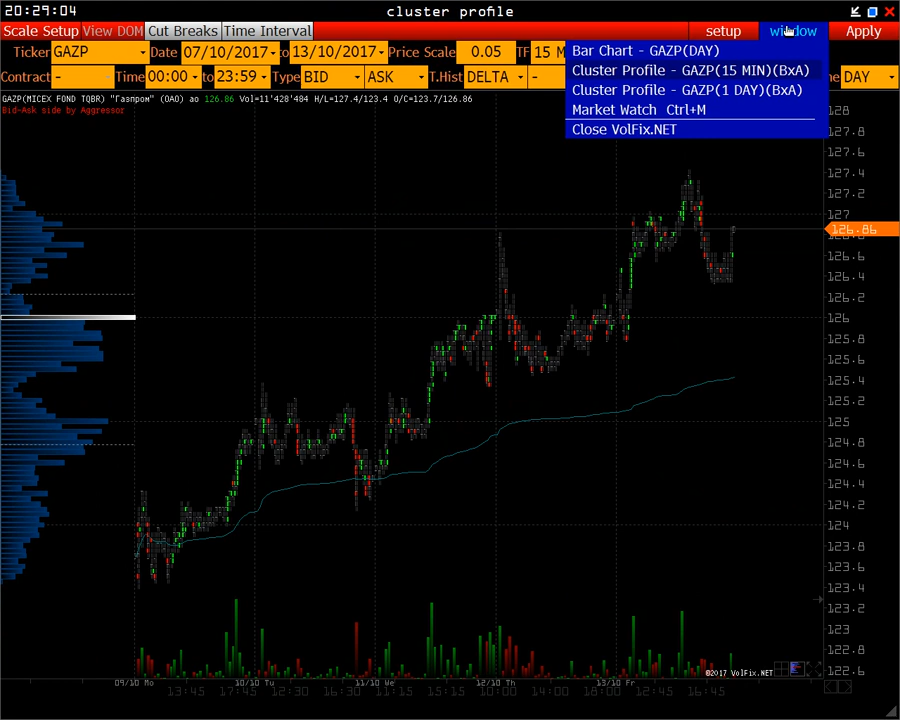 20:29:04 cluster profile
Scale Setup View DOM Cut Breaks Time Interval setup window Apply
Ticker GAZP Date 07/10/2017 to 13/10/2017 Price Scale 0.05 TF 15 M
Contract - Time 00:00 to 23:59 Type BID ASK T.Hist DELTA - DAY
Bar Chart - GAZP(DAY)
Cluster Profile - GAZP(15 MIN)(BxA)
Cluster Profile - GAZP(1 DAY)(BxA)
Market Watch Ctrl+M
Close VolFix.NET
GAZP(MICEX FOND TQBR) "Газпром" (ОАО) ао 126.86 Vol=11'428'484 H/L=127.4/123.4 O/C=123.7/126.86
Bid-Ask side by Aggressor
128
127.8
127.6
127.4
127.2
127
126.86
126.6
126.4
126.2
126
125.8
125.6
125.4
125.2
125
124.8
124.6
124.4
124.2
124
123.8
123.6
123.4
123.2
123
122.8
122.6
©2017 VolFix.NET
09/10 Mo 10/10 Tu 11/10 We 12/10 Th 13/10 Fr
13:45 17:45 12:30 16:30 11:15 15:15 10:00 14:00 18:00 12:45 16:45